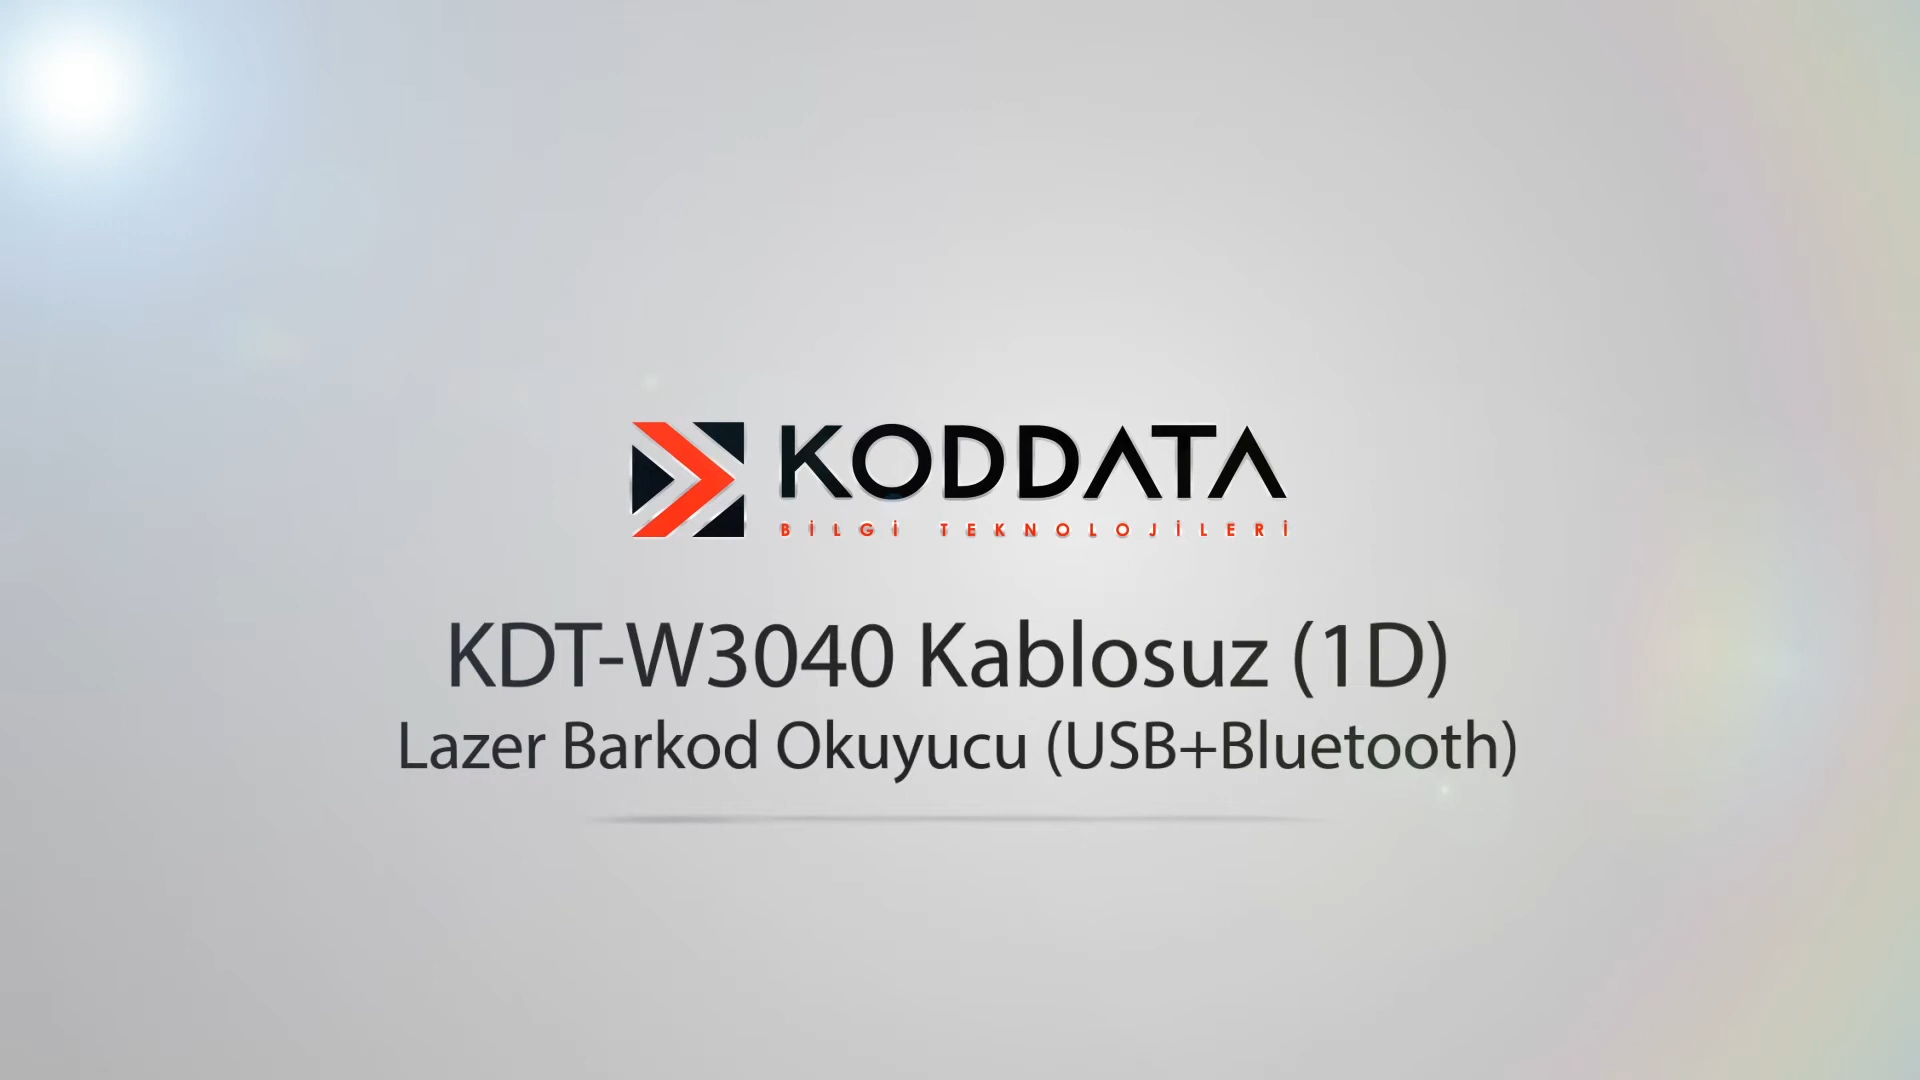 KODDATA
BİLGİ TEKNOLOJİLERİ
KDT-W3040 Kablosuz (1D)
Lazer Barkod Okuyucu (USB+Bluetooth)